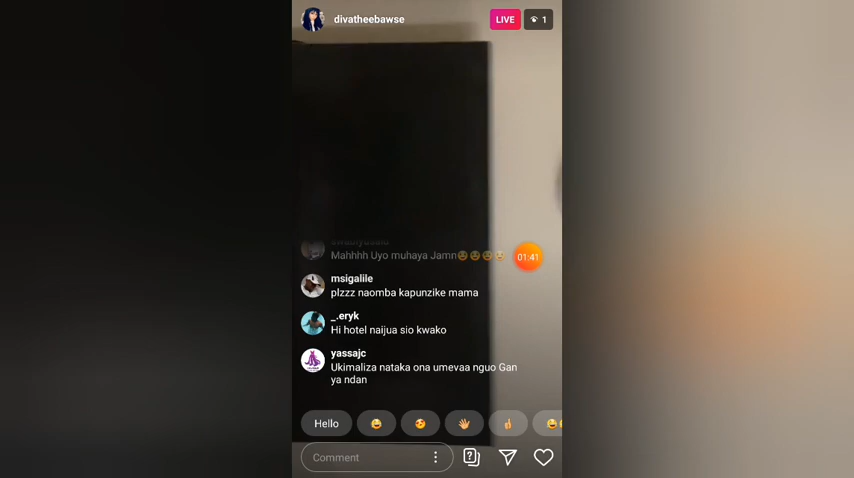 divatheebawse
LIVE
1
Mahhhh Uyo muhaya Jamn
01:41
msigalile
plzzz naomba kapunzike mama
_.eryk
Hi hotel naijua sio kwako
yassajc
Ukimaliza nataka ona umevaa nguo Gan
ya ndan
Hello
Comment